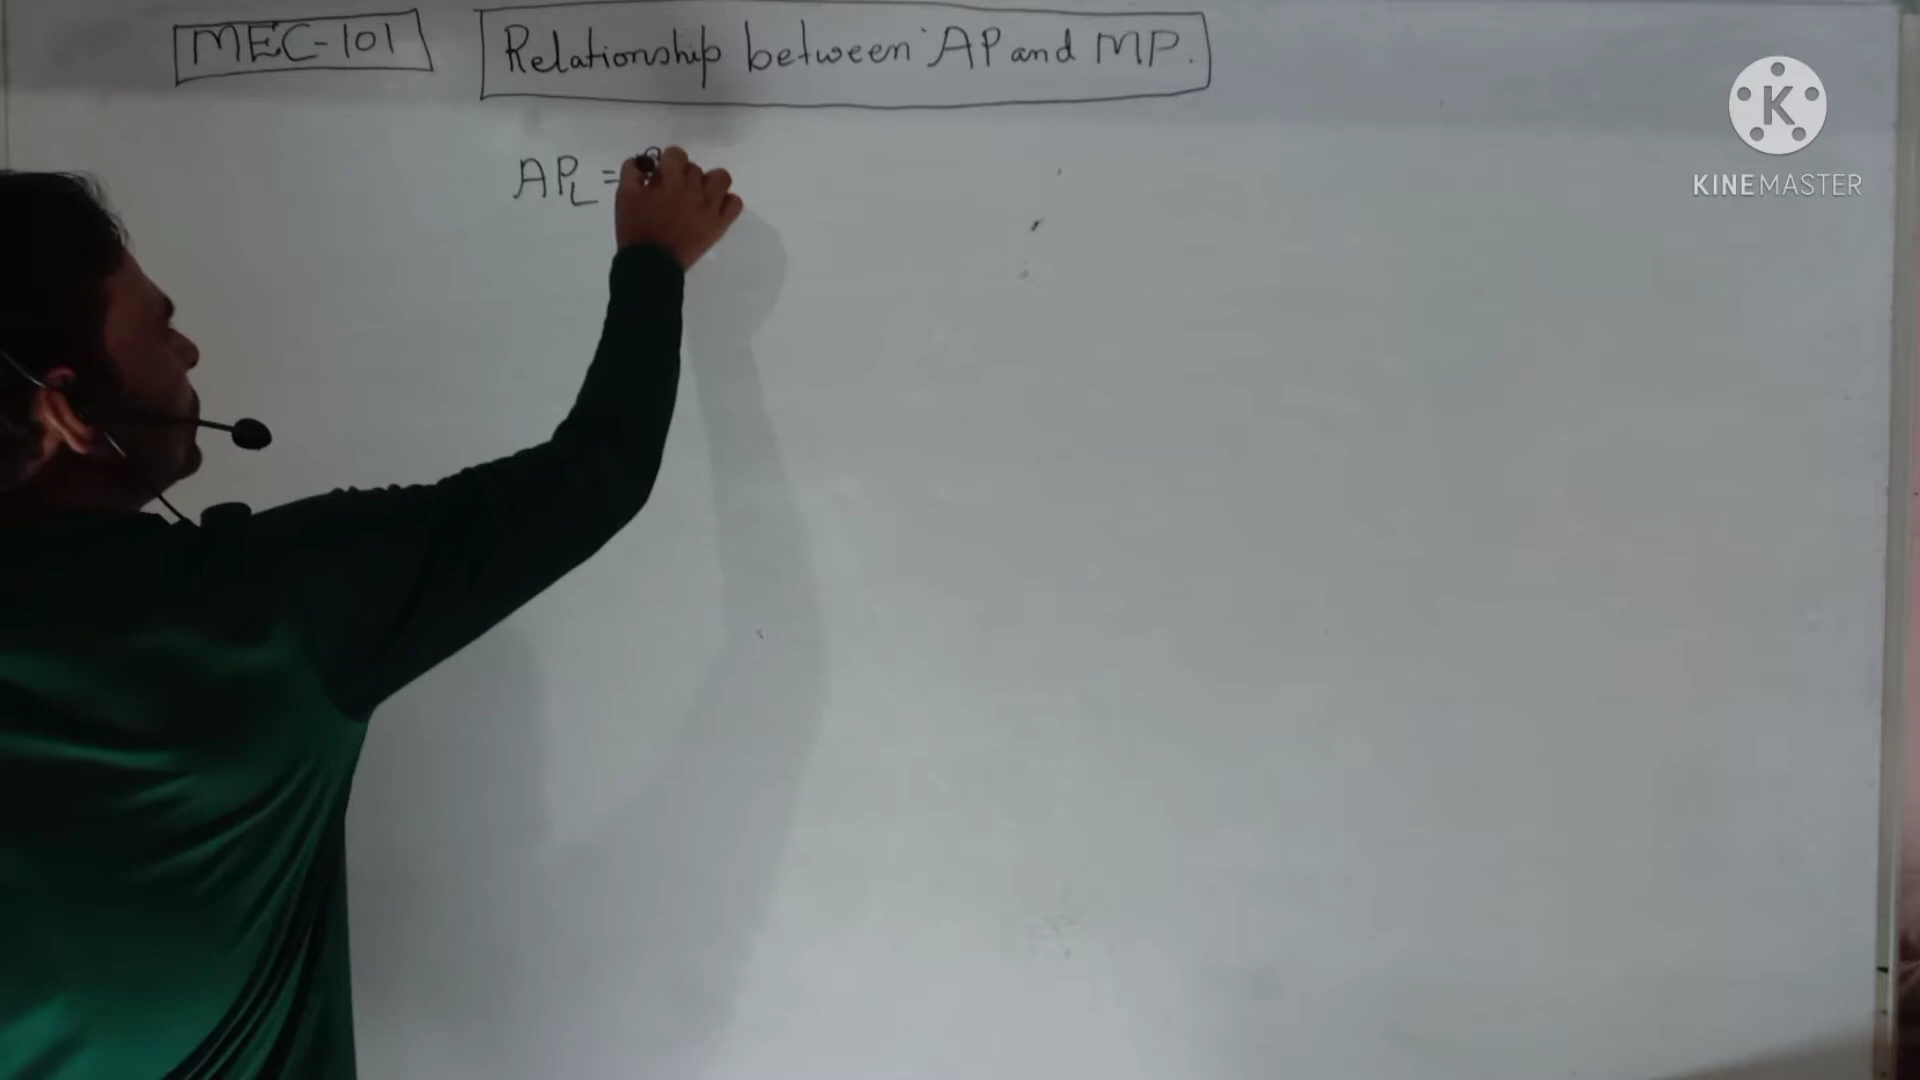 MEC-101
Relationship between AP and MP.
K
KINEMASTER
APL =